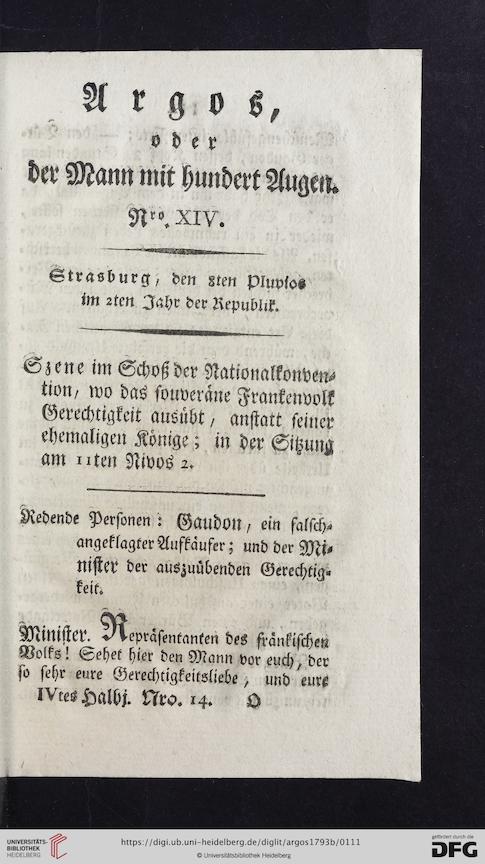 Argos,
oder
der Mann mit hundert Augen.
Nro. XIV.
Strasburg, den 8ten Pluvios
im 2ten Jahr der Republik.
Szene im Schoß der Nationalkonven-
tion, wo das souveräne Frankenvolk
Gerechtigkeit ausübt, anstatt seiner
ehemaligen Könige; in der Sitzung
am 11ten Nivos 2.
Redende Personen: Gaudon, ein falsch-
angeklagter Aufkäufer; und der Mi-
nister der auszuübenden Gerechtig-
keit.
Minister. Repräsentanten des fränkischen
Volks! Sehet hier den Mann vor euch, der
so sehr eure Gerechtigkeitsliebe, und eure
IVtes Halbj. Nro. 14. O
UNIVERSITÄTS-
BIBLIOTHEK
HEIDELBERG
https://digi.ub.uni-heidelberg.de/diglit/argos1793b/0111
© Universitätsbibliothek Heidelberg
gefördert durch die
DFG